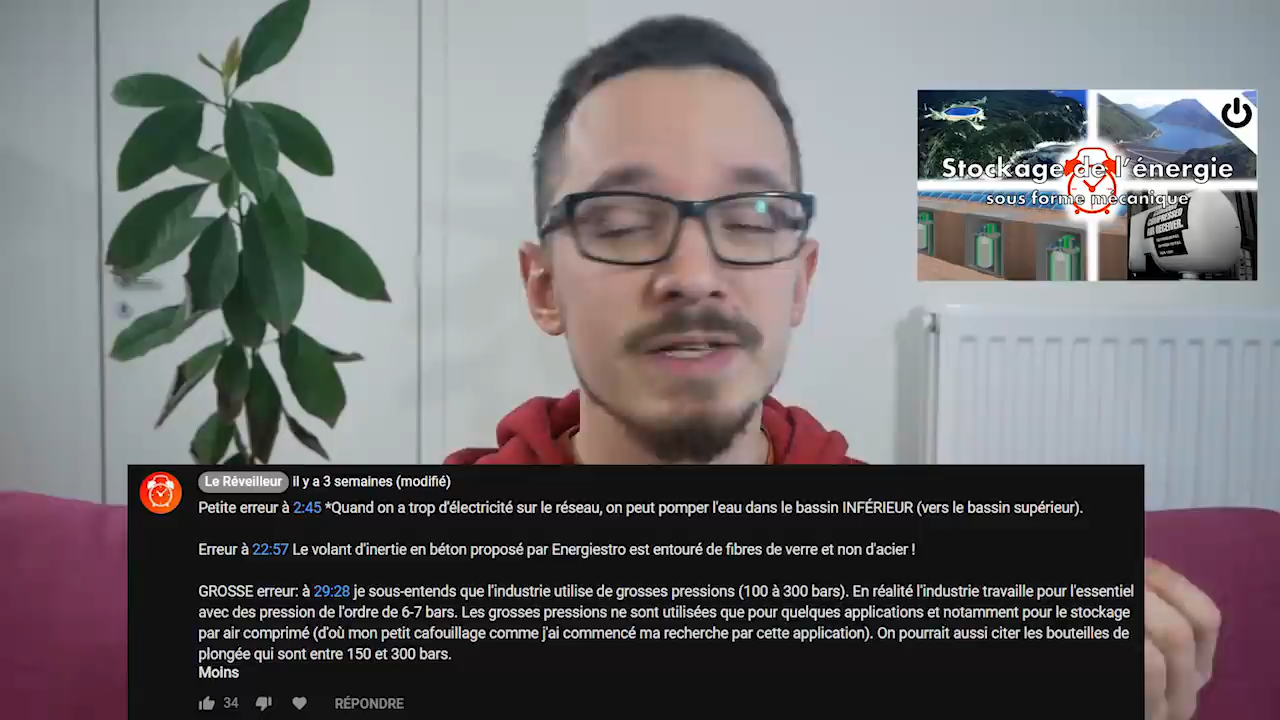 Stockage de l'énergie
sous forme mécanique
COMPRESSED
AIR RECEIVER.
Le Réveilleur il y a 3 semaines (modifié)
Petite erreur à 2:45 *Quand on a trop d'électricité sur le réseau, on peut pomper l'eau dans le bassin INFÉRIEUR (vers le bassin supérieur).
Erreur à 22:57 Le volant d'inertie en béton proposé par Energiestro est entouré de fibres de verre et non d'acier !
GROSSE erreur: à 29:28 je sous-entends que l'industrie utilise de grosses pressions (100 à 300 bars). En réalité l'industrie travaille pour l'essentiel
avec des pression de l'ordre de 6-7 bars. Les grosses pressions ne sont utilisées que pour quelques applications et notamment pour le stockage
par air comprimé (d'où mon petit cafouillage comme j'ai commencé ma recherche par cette application). On pourrait aussi citer les bouteilles de
plongée qui sont entre 150 et 300 bars.
Moins
34 RÉPONDRE